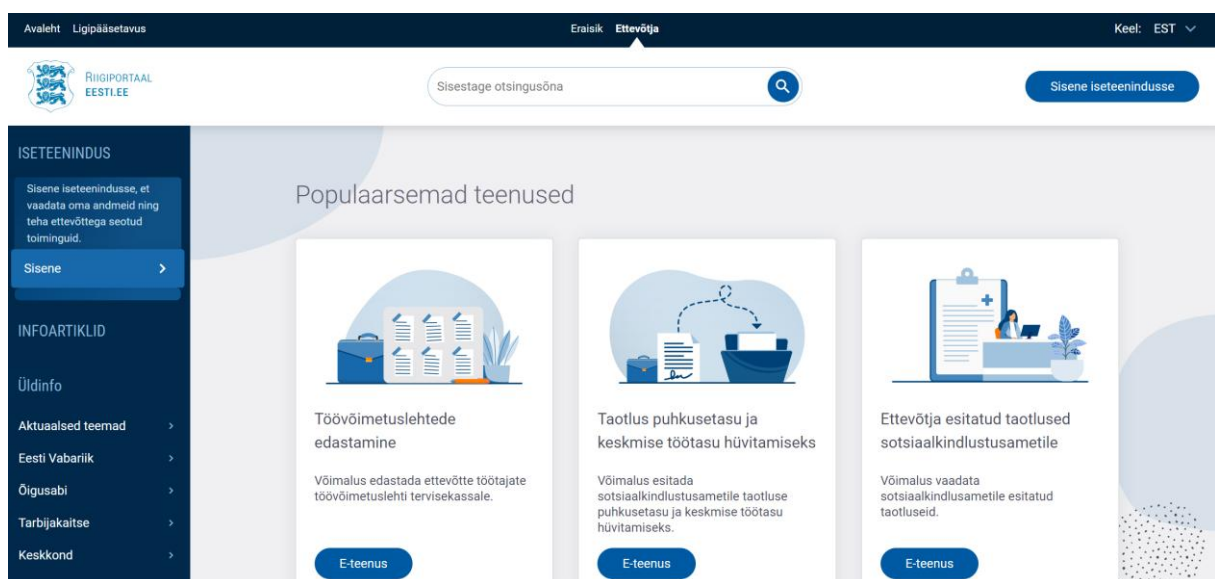 Avaleht Ligipääsetavus Eraisik Ettevõtja Keel: EST
RIIGIPORTAAL
EESTI.EE
Sisestage otsingusõna
Sisene iseteenindusse
ISETEENINDUS
Sisene iseteenindusse, et
vaadata oma andmeid ning
teha ettevõttega seotud
toiminguid.
Sisene
INFOARTIKLID
Üldinfo
Aktuaalsed teemad
Eesti Vabariik
Õigusabi
Tarbijakaitse
Keskkond
Populaarsemad teenused
Töövõimetuslehtede
edastamine
Võimalus edastada ettevõtte töötajate
töövõimetuslehti tervisekassale.
E-teenus
Taotlus puhkusetasu ja
keskmise töötasu hüvitamiseks
Võimalus esitada
sotsiaalkindlustusametile taotluse
puhkusetasu ja keskmise töötasu
hüvitamiseks.
E-teenus
Ettevõtja esitatud taotlused
sotsiaalkindlustusametile
Võimalus vaadata
sotsiaalkindlusametile esitatud
taotluseid.
E-teenus